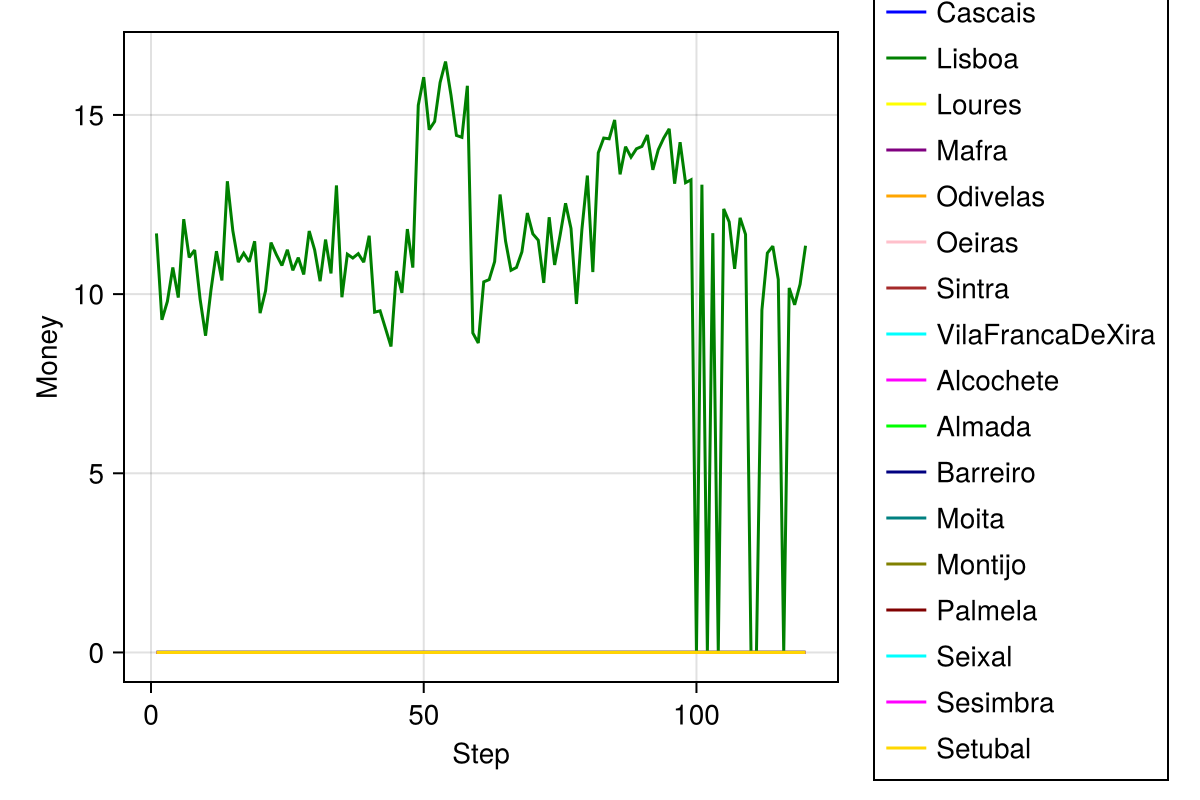 Cascais
Lisboa
Loures
Mafra
Odivelas
Oeiras
Sintra
VilaFrancaDeXira
Alcochete
Almada
Barreiro
Moita
Montijo
Palmela
Seixal
Sesimbra
Setubal
15
10
5
0
Money
0 50 100
Step